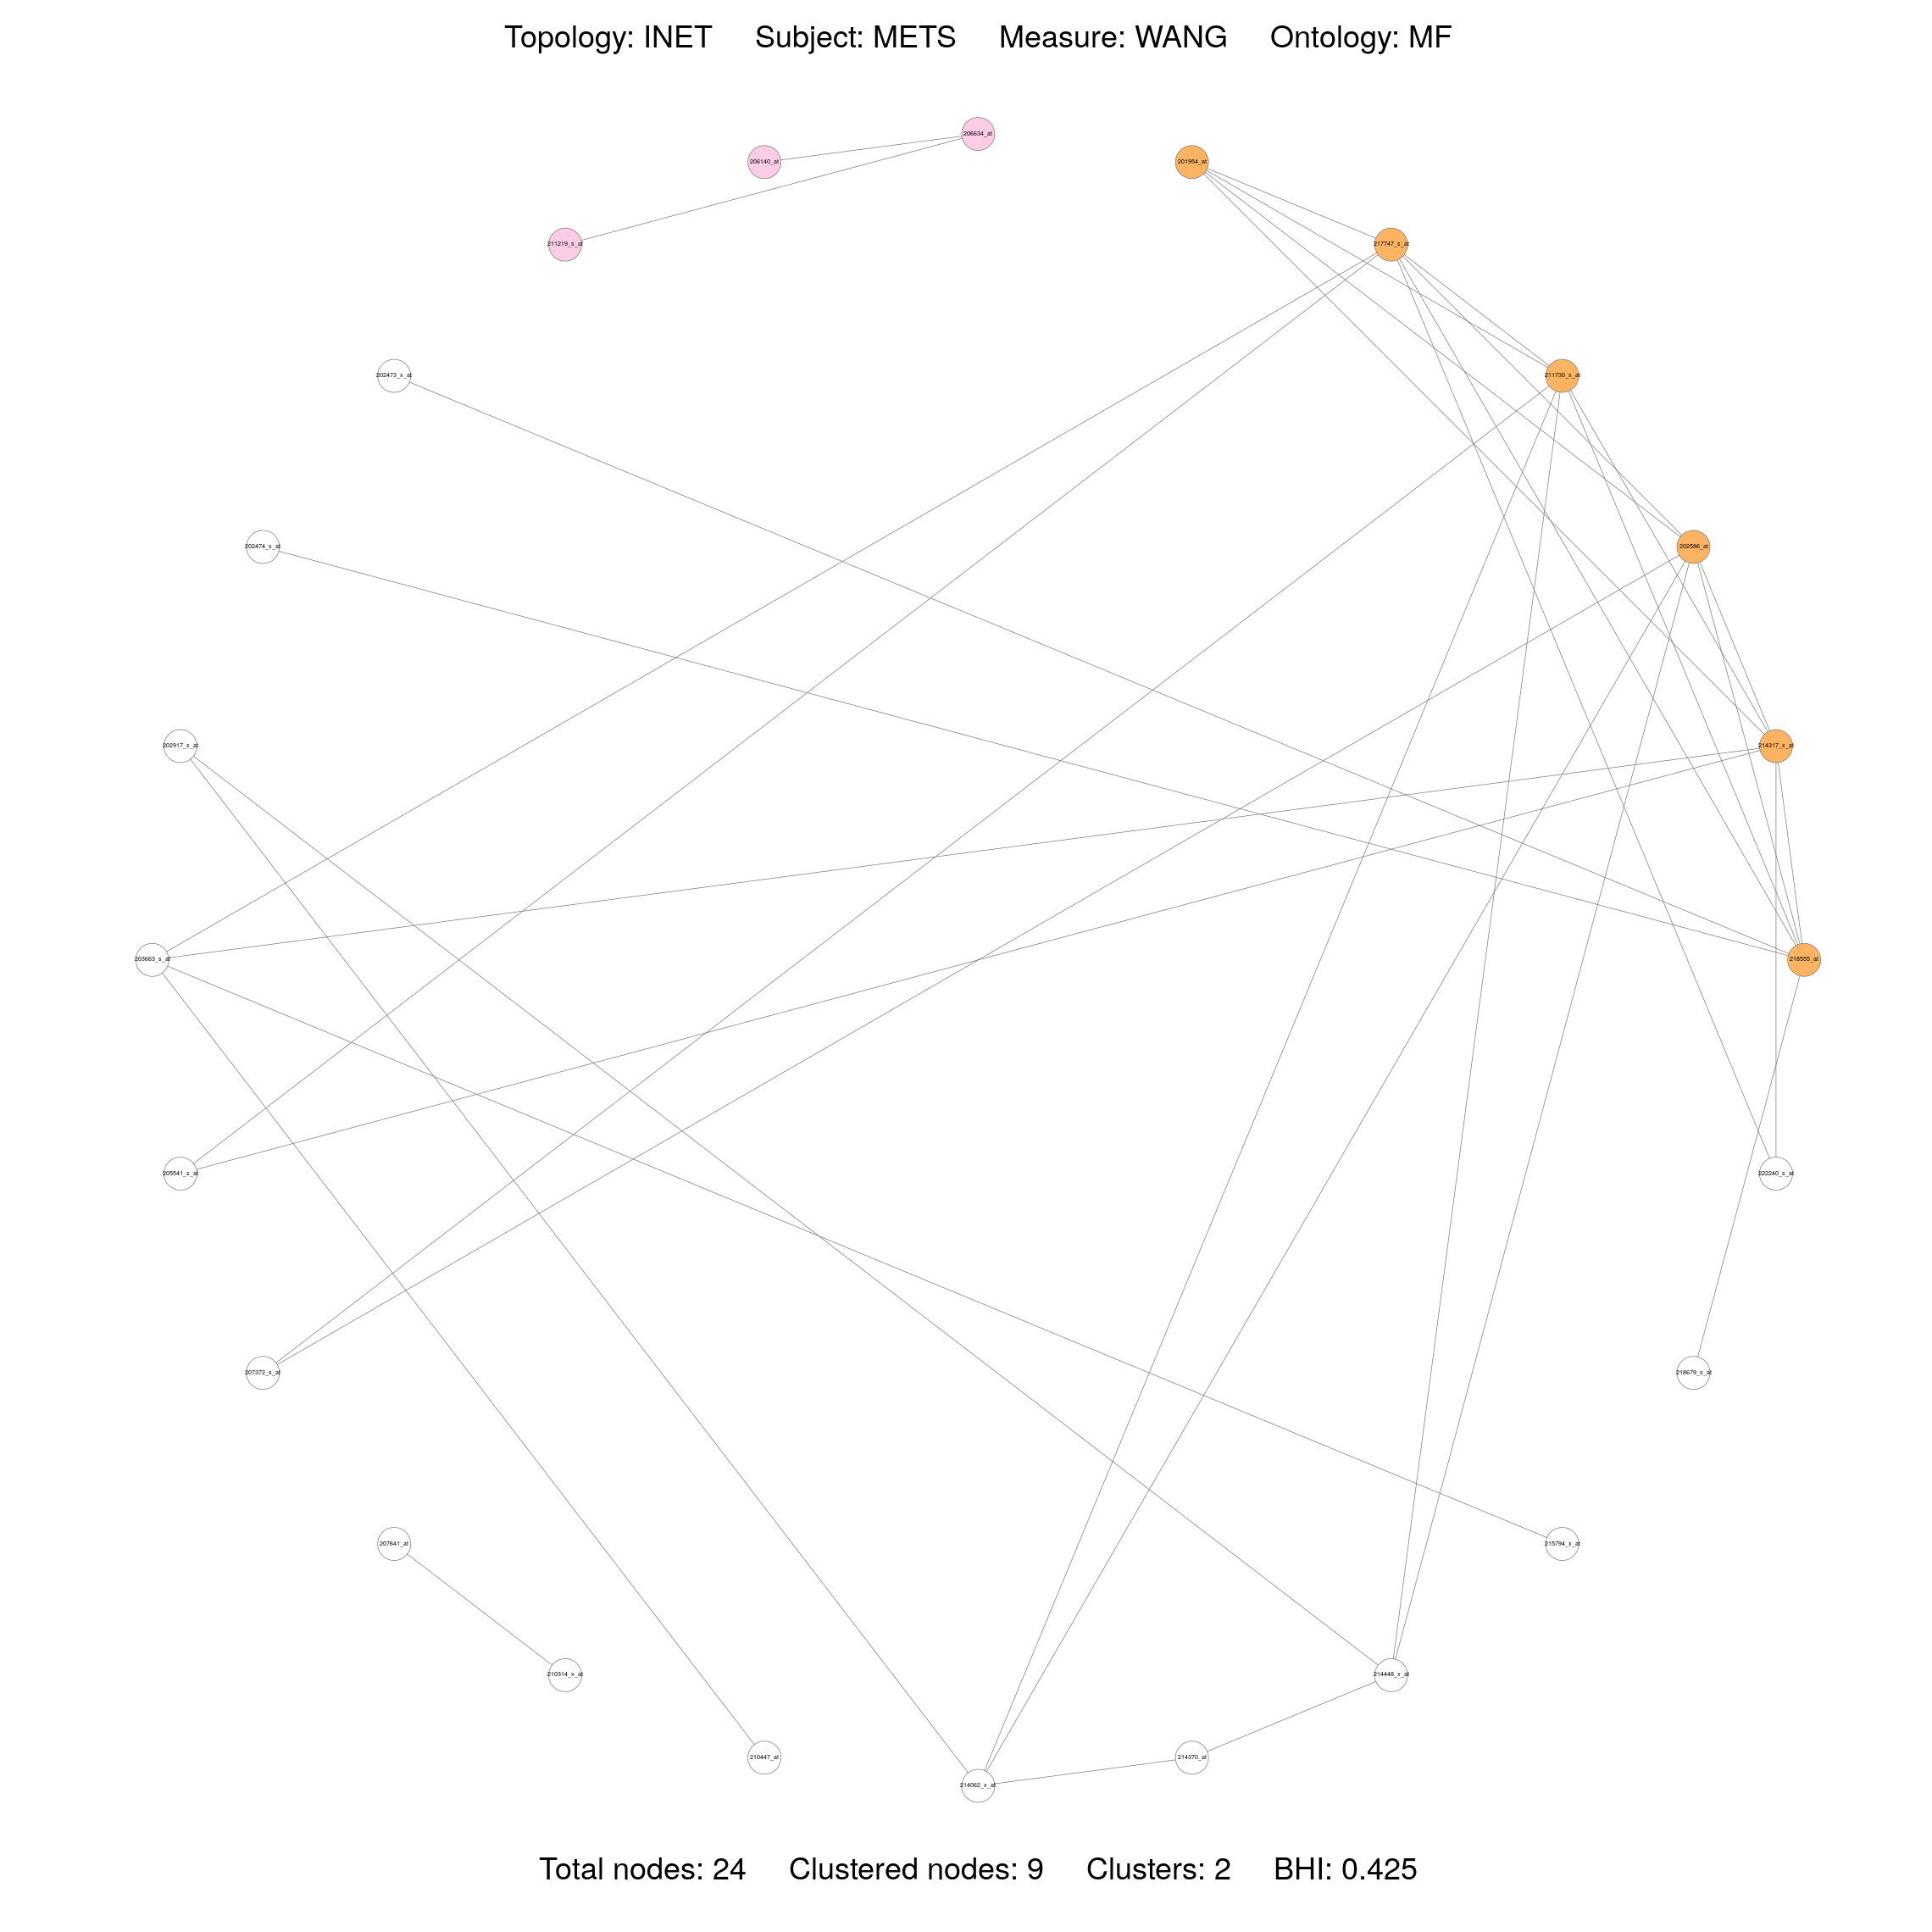 Topology: INET Subject: METS Measure: WANG Ontology: MF
206634_at
206140_at
201954_at
211219_s_at
217747_s_at
202473_x_at
211730_s_at
202474_s_at
202586_at
202917_s_at
214317_x_at
203663_s_at
218555_at
205541_s_at
222240_s_at
207372_s_at
218679_s_at
207641_at
215794_x_at
210314_x_at
214448_x_at
210447_at
214370_at
214062_x_at
Total nodes: 24 Clustered nodes: 9 Clusters: 2 BHI: 0.425